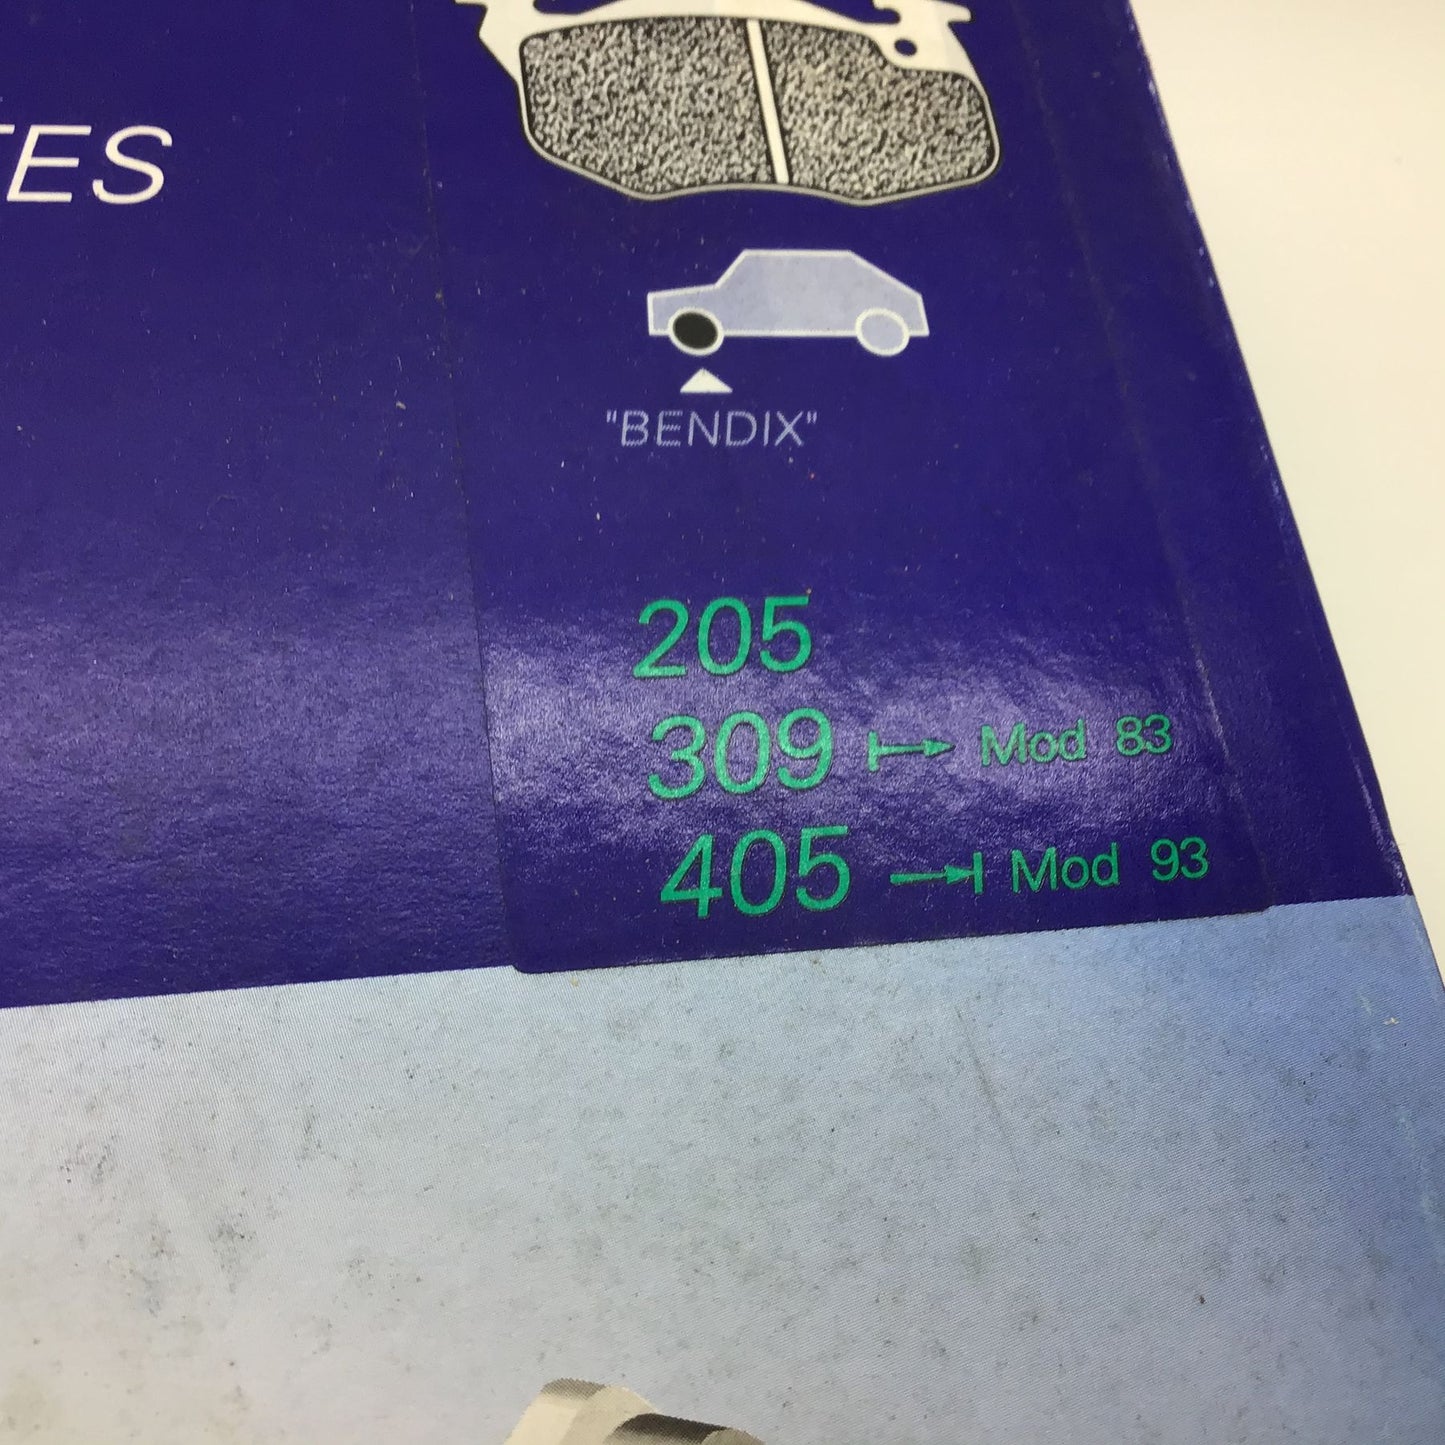 TES
"BENDIX"
205
309 Mod 83
405 Mod 93